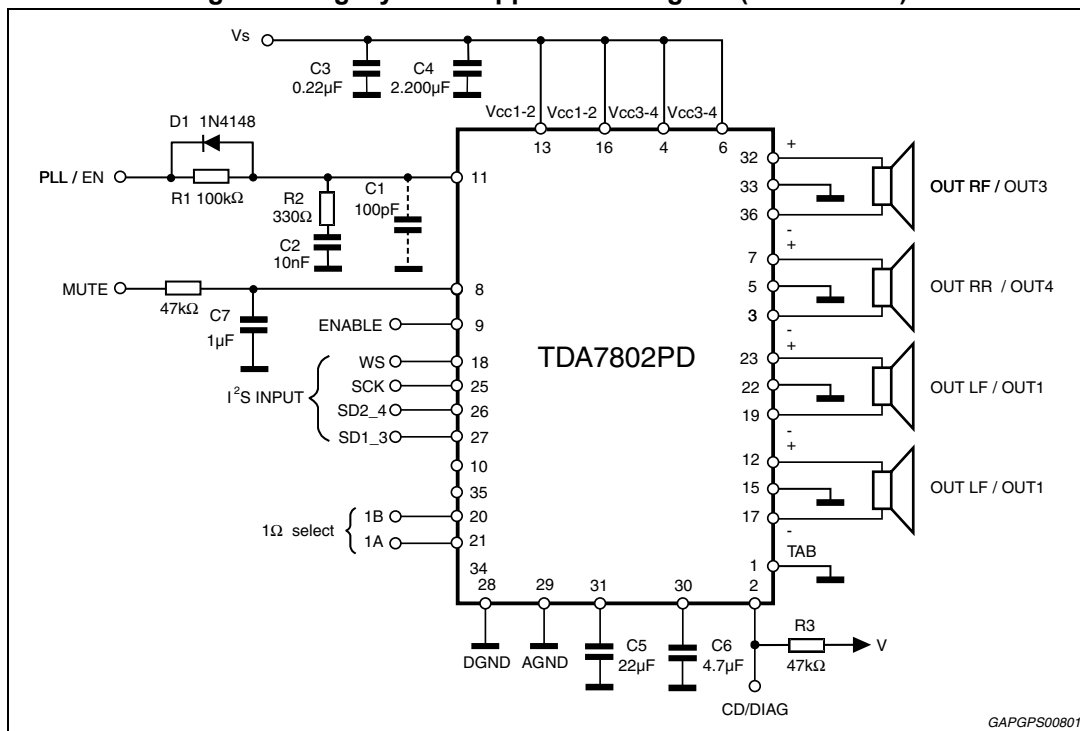 Vs
C3
0.22µF
C4
2.200µF
Vcc1-2 Vcc1-2 Vcc3-4 Vcc3-4
13 16 4 6
D1 1N4148
PLL / EN
R1 100kΩ
R2
330Ω
C1
100pF
C2
10nF
11
MUTE
47kΩ
C7
1µF
8
ENABLE
9
I²S INPUT
WS
18
SCK
25
SD2_4
26
SD1_3
27
10
35
1Ω select
1B
20
1A
21
34
TDA7802PD
32
+
33
36
-
OUT RF / OUT3
+
7
5
3
-
OUT RR / OUT4
+
23
22
19
-
OUT LF / OUT1
+
12
15
17
-
OUT LF / OUT1
1
TAB
28 29 31 30 2
DGND
AGND
C5
22µF
C6
4.7µF
R3
47kΩ
V
CD/DIAG
GAPGPS00801